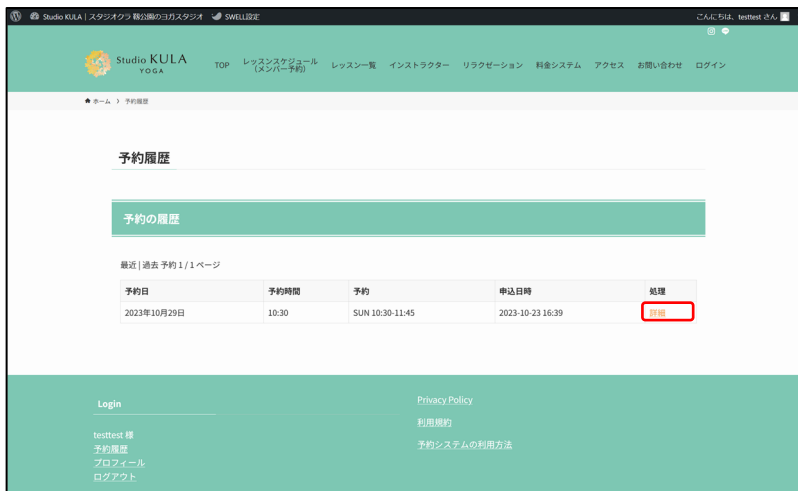 Studio KULA | スタジオクラ 靱公園のヨガスタジオ SWELL設定 こんにちは、testtest さん
Studio KULA
YOGA
TOP レッスンスケジュール（メンバー予約） レッスン一覧 インストラクター リラクゼーション 料金システム アクセス お問い合わせ ログイン
ホーム 〉 予約履歴
予約履歴
予約の履歴
最近 | 過去 予約 1 / 1 ページ
予約日 予約時間 予約 申込日時 処理
2023年10月29日 10:30 SUN 10:30-11:45 2023-10-23 16:39 詳細
Login
testtest 様
予約履歴
プロフィール
ログアウト
Privacy Policy
利用規約
予約システムの利用方法